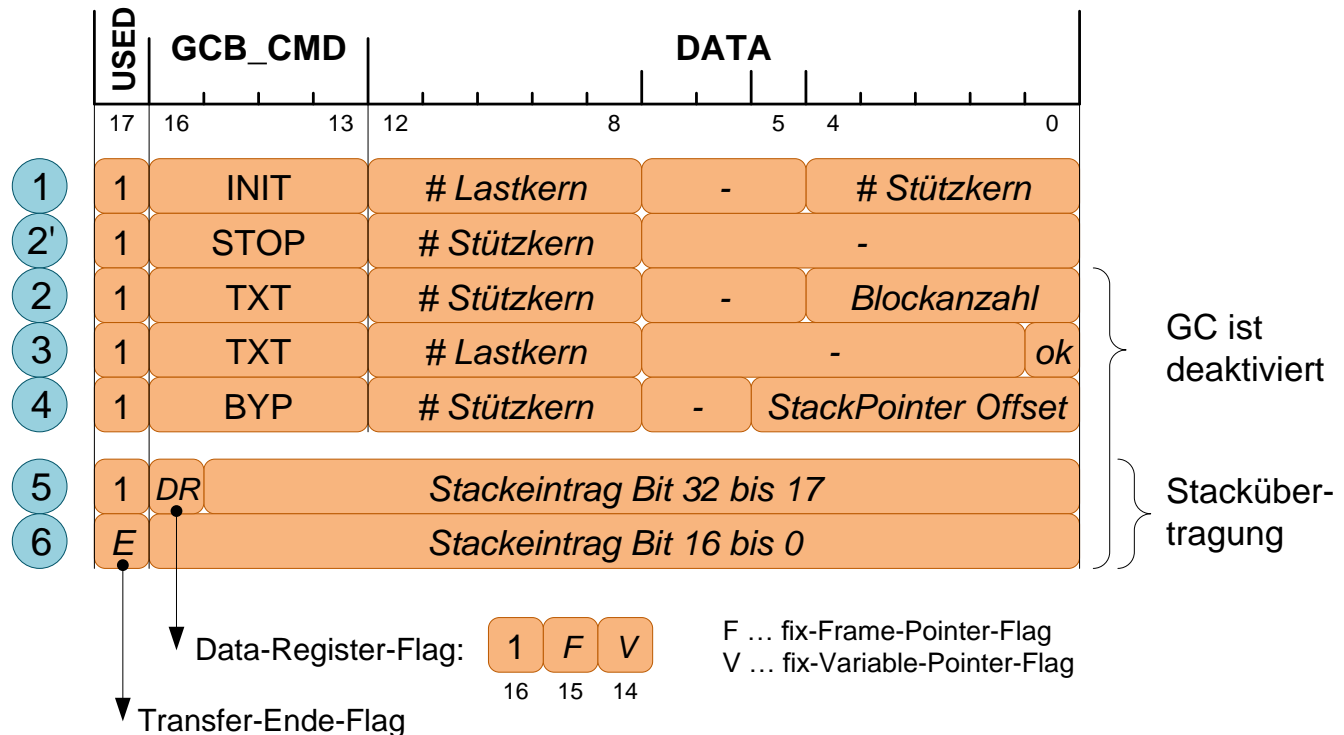 USED GCB_CMD DATA
17 16 13 12 8 5 4 0
1 1 INIT # Lastkern - # Stützkern
2' 1 STOP # Stützkern -
2 1 TXT # Stützkern - Blockanzahl
3 1 TXT # Lastkern - ok
4 1 BYP # Stützkern - StackPointer Offset
GC ist
deaktiviert
5 1 DR Stackeintrag Bit 32 bis 17
6 E Stackeintrag Bit 16 bis 0
Stacküber-
tragung
Data-Register-Flag: 1 F V
16 15 14
F … fix-Frame-Pointer-Flag
V … fix-Variable-Pointer-Flag
Transfer-Ende-Flag